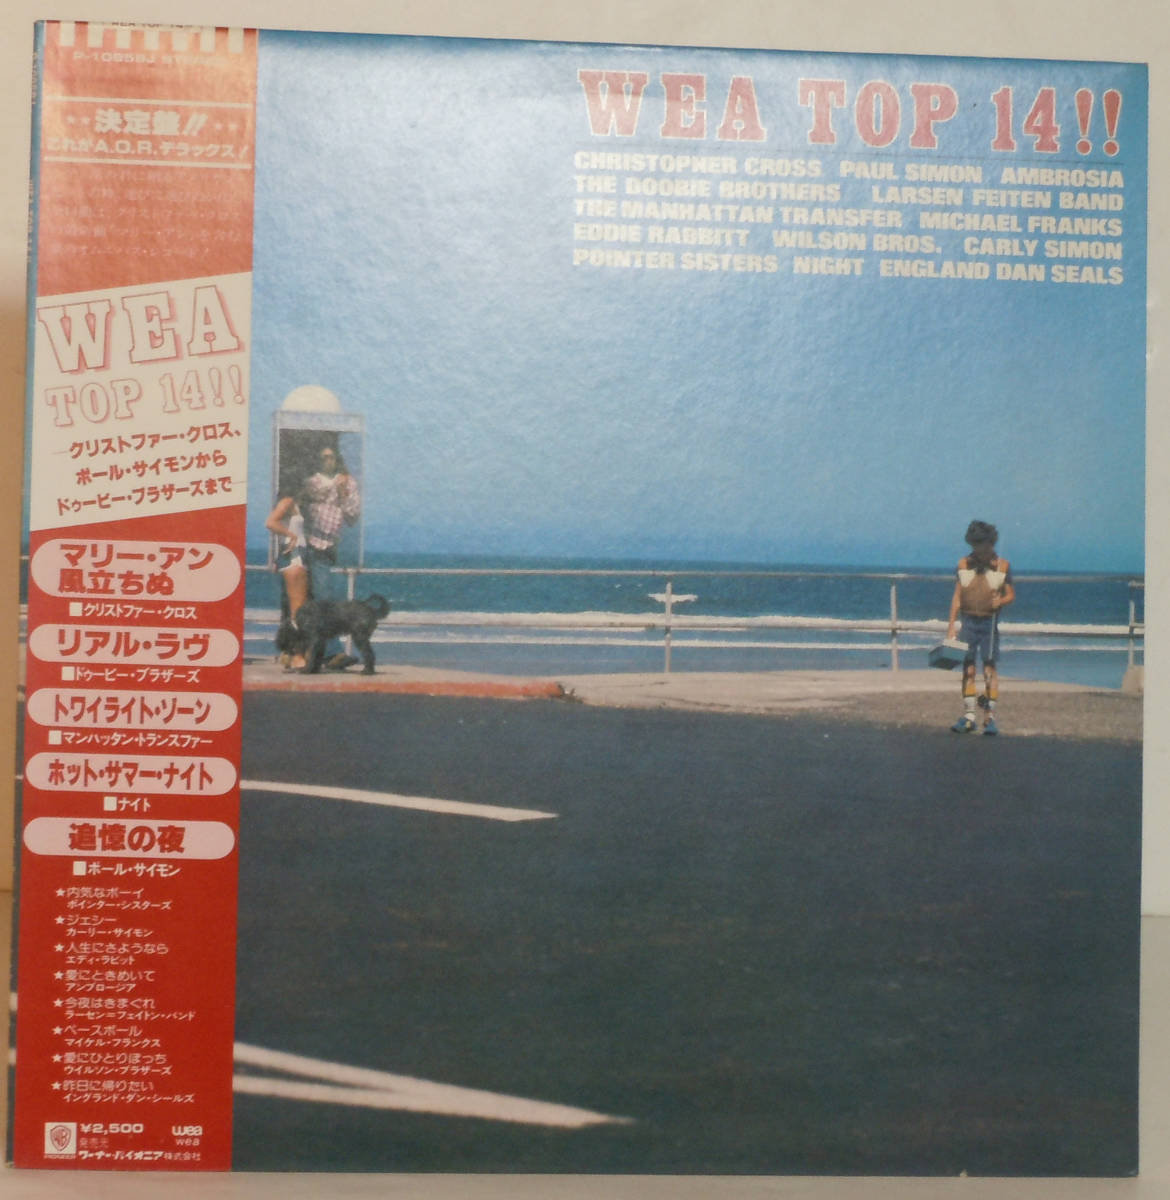 WEA TOP 14!!
P-10958J STEREO
決定盤!!
これがA.O.R.デラックス!
WEA
TOP 14!!
クリストファー・クロス、
ポール・サイモンから
ドゥービー・ブラザーズまで
マリー・アン
風立ちぬ
■クリストファー・クロス
リアル・ラヴ
■ドゥービー・ブラザーズ
トワイライト・ゾーン
■マンハッタン・トランスファー
ホット・サマー・ナイト
■ナイト
追憶の夜
■ポール・サイモン
★内気なボーイ
ポインター・シスターズ
★ジェシー
カーリー・サイモン
★人生にさようなら
エディ・ラビット
★愛にときめいて
アンブロージア
★今夜はきまぐれ
ラーセン=フェイトン・バンド
★ベースボール
マイケル・フランクス
★愛にひとりぼっち
ウイルソン・ブラザーズ
★昨日に帰りたい
イングランド・ダン・シールズ
¥2,500
発売元
ワーナー・パイオニア株式会社
PIONEER
wea
wea
WEA TOP 14!!
CHRISTOPHER CROSS PAUL SIMON AMBROSIA
THE DOOBIE BROTHERS LARSEN FEITEN BAND
THE MANHATTAN TRANSFER MICHAEL FRANKS
EDDIE RABBITT WILSON BROS. CARLY SIMON
POINTER SISTERS NIGHT ENGLAND DAN SEALS